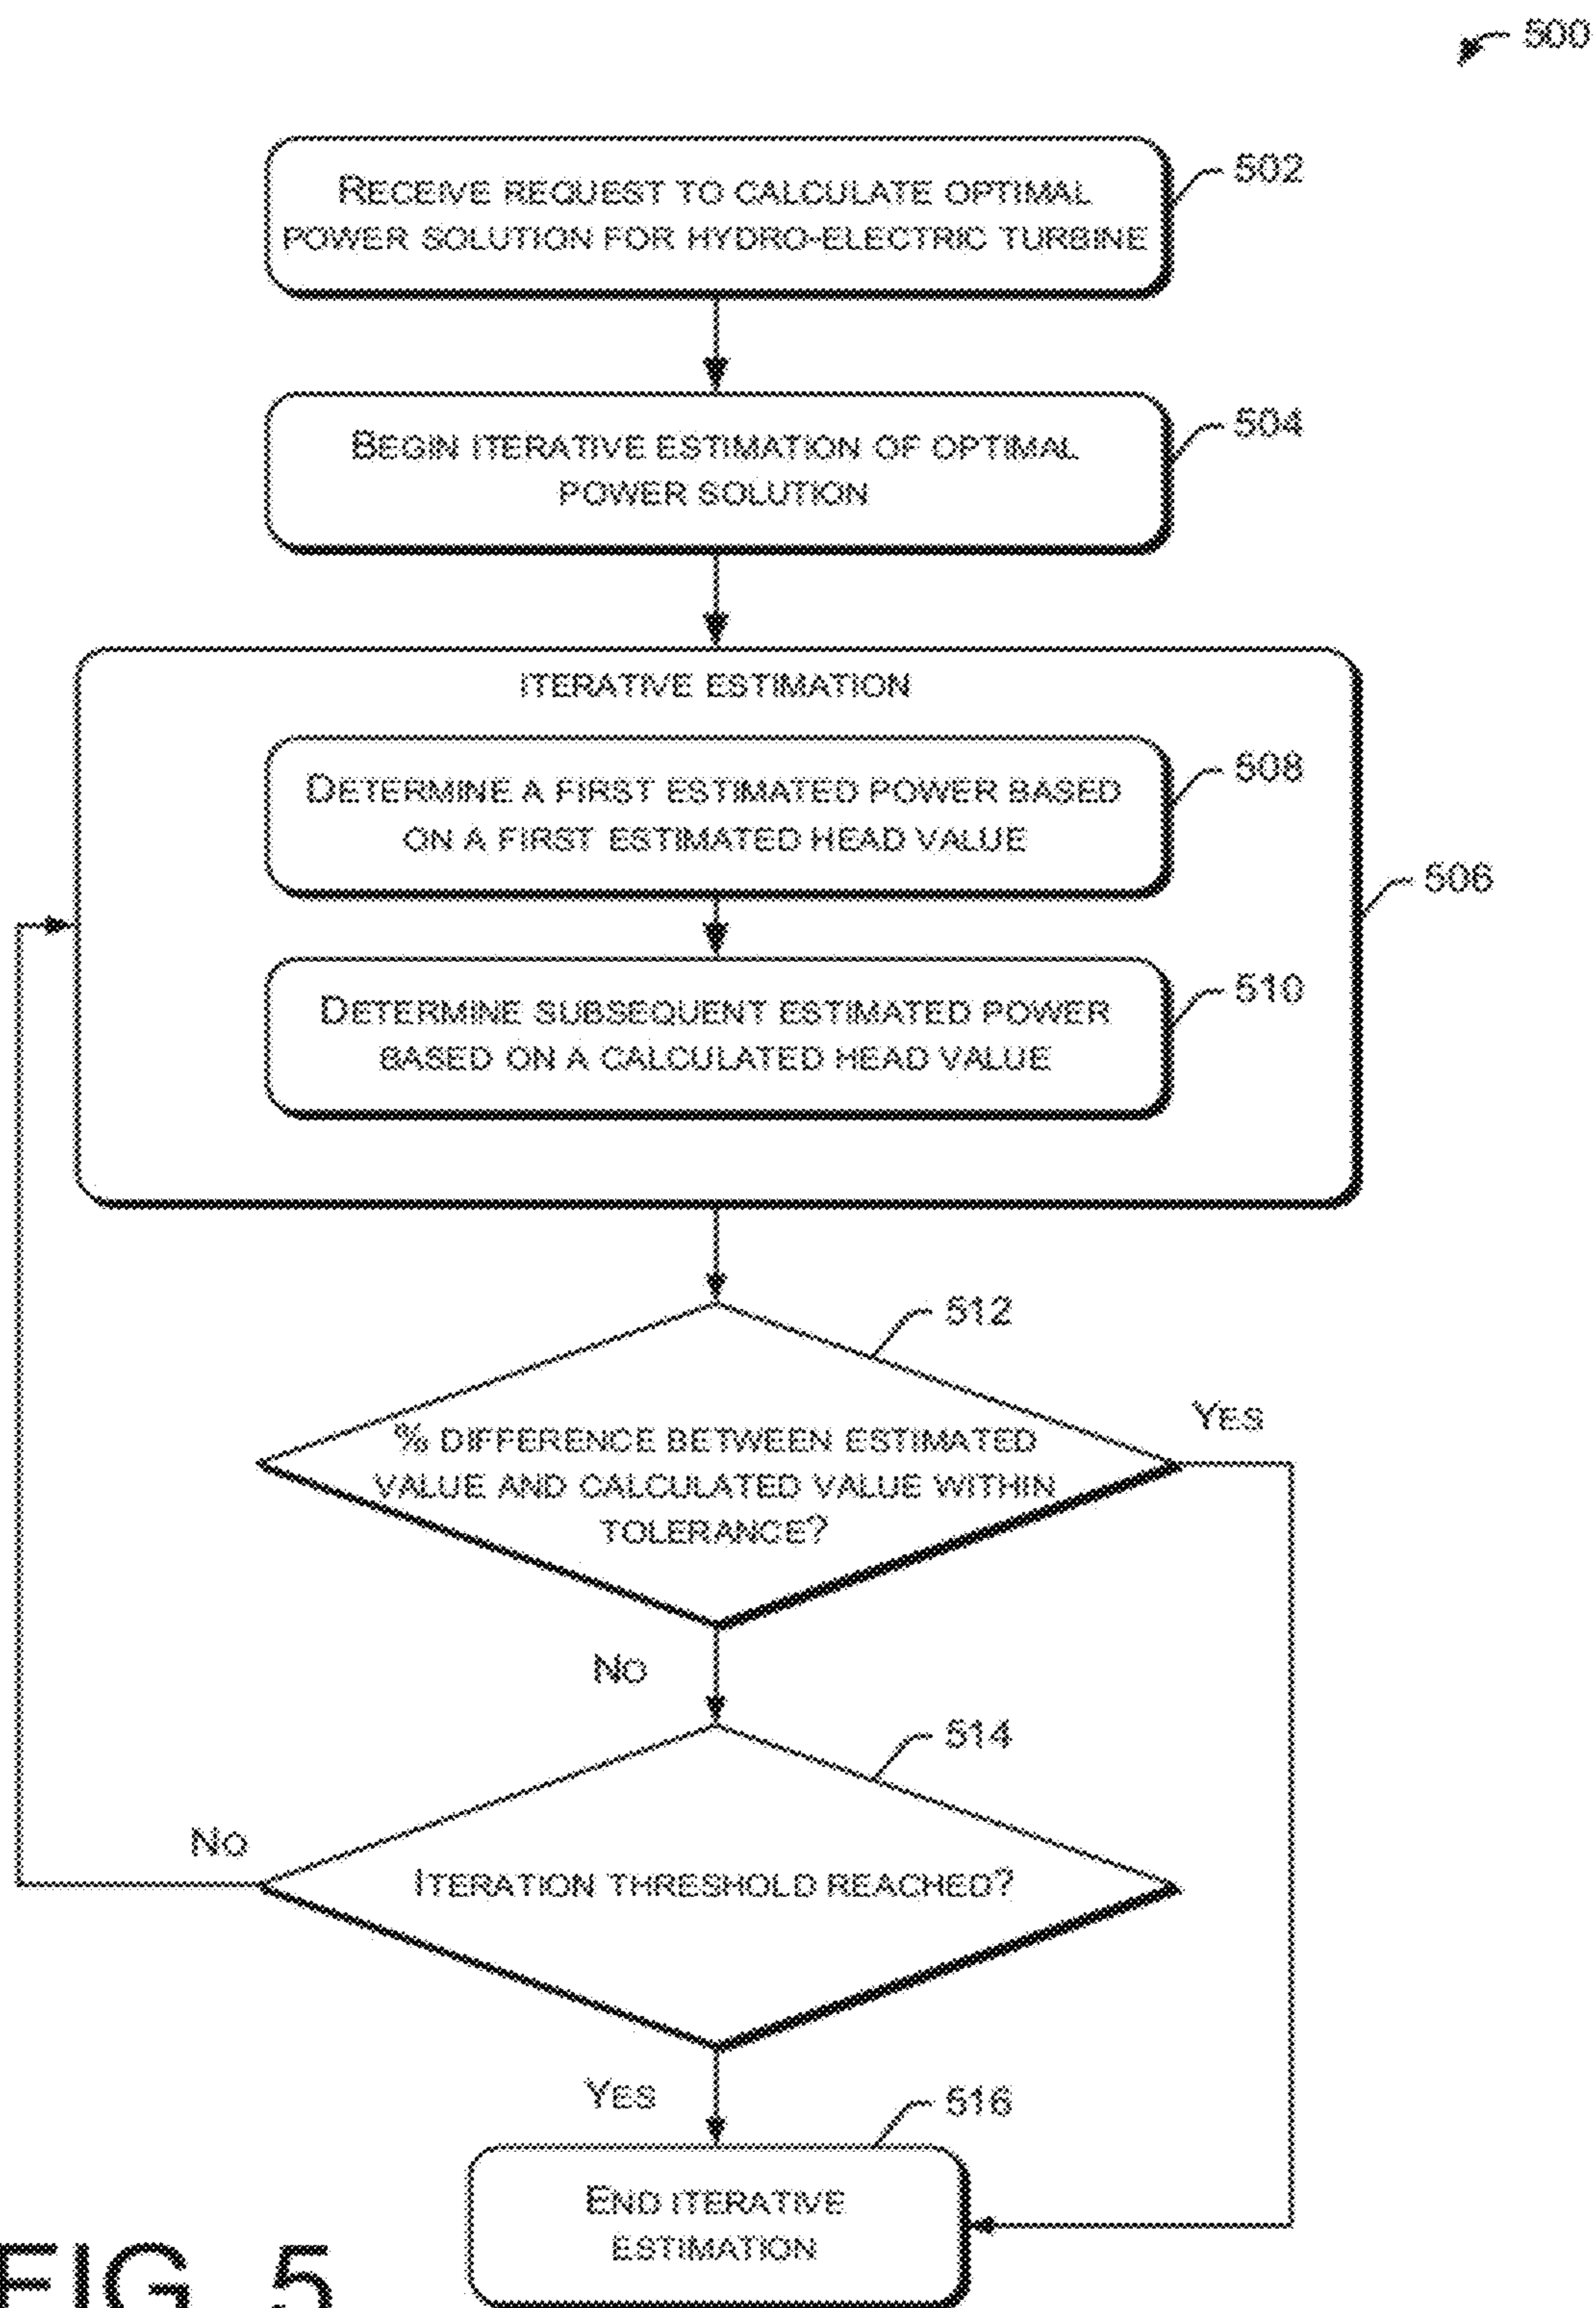 500
RECEIVE REQUEST TO CALCULATE OPTIMAL
POWER SOLUTION FOR HYDRO-ELECTRIC TURBINE
502
BEGIN ITERATIVE ESTIMATION OF OPTIMAL
POWER SOLUTION
504
ITERATIVE ESTIMATION
DETERMINE A FIRST ESTIMATED POWER BASED
ON A FIRST ESTIMATED HEAD VALUE
508
506
DETERMINE SUBSEQUENT ESTIMATED POWER
BASED ON A CALCULATED HEAD VALUE
510
512
% DIFFERENCE BETWEEN ESTIMATED
VALUE AND CALCULATED VALUE WITHIN
TOLERANCE?
YES
NO
514
ITERATION THRESHOLD REACHED?
NO
YES
516
END ITERATIVE
ESTIMATION
FIG. 5